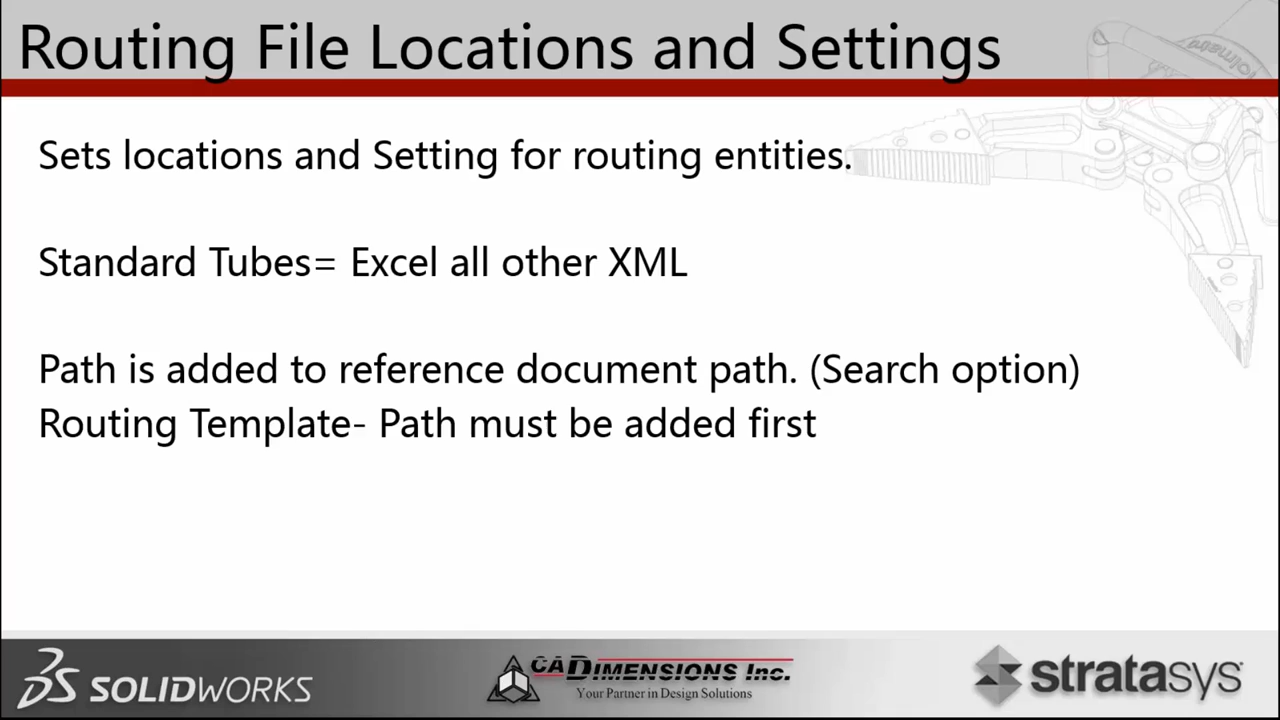 Routing File Locations and Settings
Sets locations and Setting for routing entities.
Standard Tubes= Excel all other XML
Path is added to reference document path. (Search option)
Routing Template- Path must be added first
SOLIDWORKS
CADIMENSIONS INC.
Your Partner in Design Solutions
stratasys